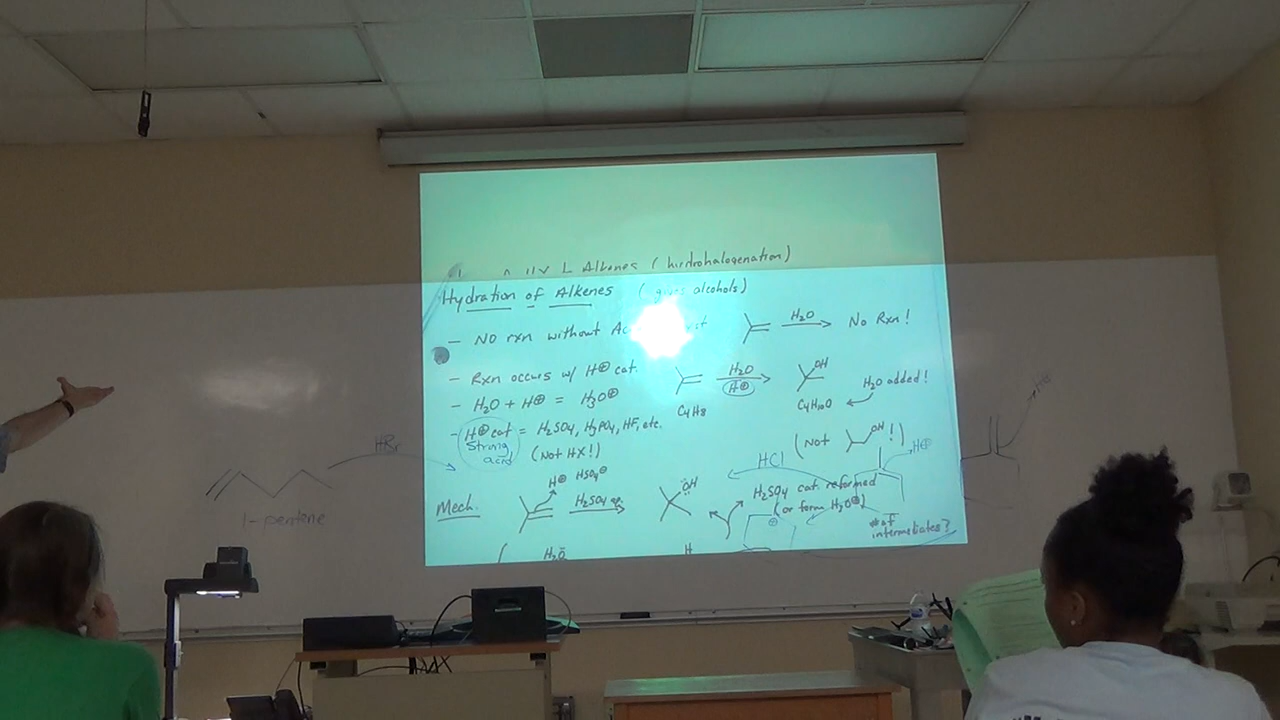 Alkenes (hydrohalogenation)
Hydration of Alkenes ( alcohols)
- NO rxn without H2O No Rxn!
- Rxn occurs w/ H⊕ cat. H2O H⊕ OH H2O added!
C4H8 C4H10O
- H2O + H⊕ = H3O⊕
- H⊕ cat = H2SO4, H3PO4, HF, etc.
strong acid (Not HX!) (Not OH!)
HBr HCl H⊕
1-pentene
Mech. H⊕ HSO4⊖ H2SO4 OH H2SO4 cat. reformed
(or form H3O⊕)
# of intermediates?
H2O H